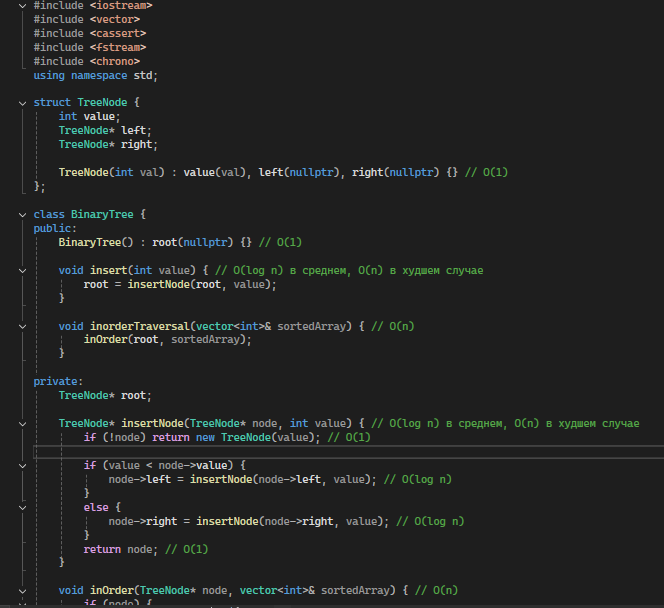 #include <iostream>
#include <vector>
#include <cassert>
#include <fstream>
#include <chrono>
using namespace std;
struct TreeNode {
int value;
TreeNode* left;
TreeNode* right;
TreeNode(int val) : value(val), left(nullptr), right(nullptr) {} // O(1)
};
class BinaryTree {
public:
BinaryTree() : root(nullptr) {} // O(1)
void insert(int value) { // O(log n) в среднем, O(n) в худшем случае
root = insertNode(root, value);
}
void inorderTraversal(vector<int>& sortedArray) { // O(n)
inOrder(root, sortedArray);
}
private:
TreeNode* root;
TreeNode* insertNode(TreeNode* node, int value) { // O(log n) в среднем, O(n) в худшем случае
if (!node) return new TreeNode(value); // O(1)
if (value < node->value) {
node->left = insertNode(node->left, value); // O(log n)
}
else {
node->right = insertNode(node->right, value); // O(log n)
}
return node; // O(1)
}
void inOrder(TreeNode* node, vector<int>& sortedArray) { // O(n)
if (node) {